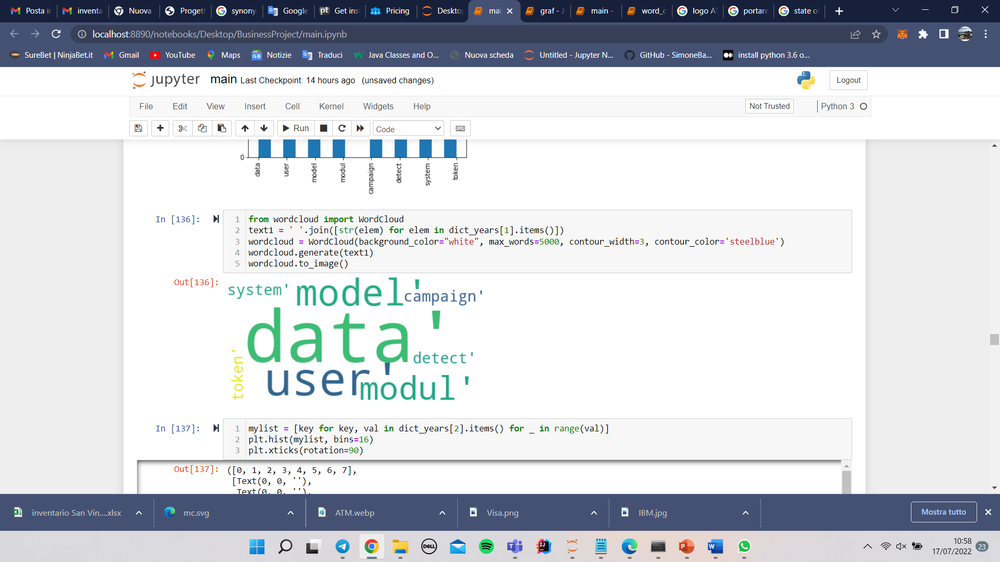 Posta in
inventa
Nuova
Progett
synony
Google
Get inst
Pricing
Deskto
mai
graf - J
main -
word_c
logo AT
portare
state o
localhost:8890/notebooks/Desktop/BusinessProject/main.ipynb
SureBet | NinjaBet.it
Gmail
YouTube
Maps
Notizie
Traduci
Java Classes and O...
Nuova scheda
Untitled - Jupyter N...
GitHub - SimoneBa...
install python 3.6 o...
jupyter main Last Checkpoint: 14 hours ago (unsaved changes)
Logout
File Edit View Insert Cell Kernel Widgets Help
Not Trusted
Python 3
Run
Code
0
data
user
model
modul
campaign
detect
system
token
In [136]:
1 from wordcloud import WordCloud
2 text1 = ' '.join([str(elem) for elem in dict_years[1].items()])
3 wordcloud = WordCloud(background_color="white", max_words=5000, contour_width=3, contour_color='steelblue')
4 wordcloud.generate(text1)
5 wordcloud.to_image()
Out[136]:
system'
model'
campaign'
data'
token'
detect'
user'
modul'
In [137]:
1 mylist = [key for key, val in dict_years[2].items() for _ in range(val)]
2 plt.hist(mylist, bins=16)
3 plt.xticks(rotation=90)
Out[137]: ([0, 1, 2, 3, 4, 5, 6, 7],
[Text(0, 0, ''),
Text(0, 0, ''),
inventario San Vin....xlsx
mc.svg
ATM.webp
Visa.png
IBM.jpg
Mostra tutto
DELL
10:58
17/07/2022
23